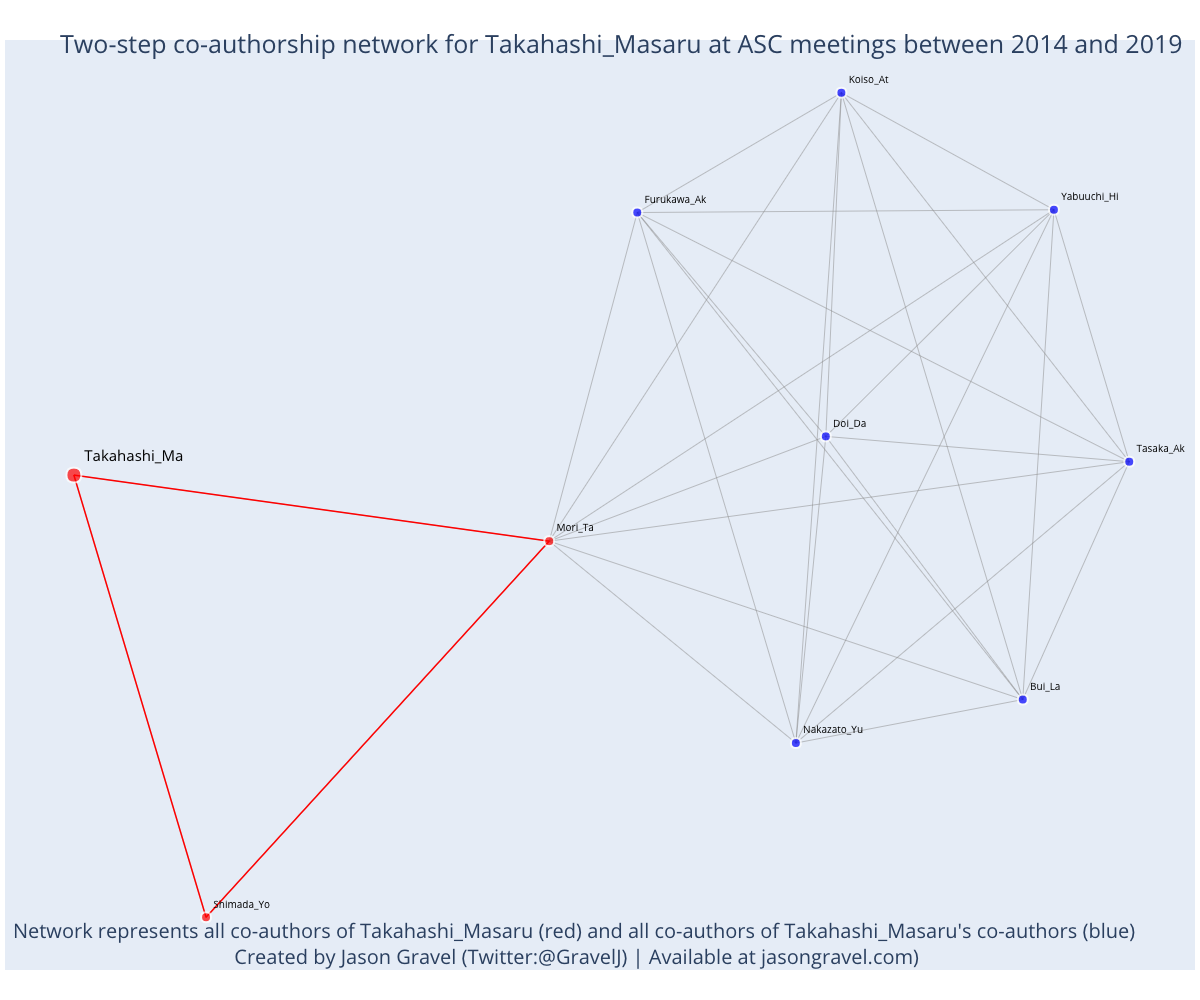 Two-step co-authorship network for Takahashi_Masaru at ASC meetings between 2014 and 2019
Koiso_At
Yabuuchi_Hi
Furukawa_Ak
Doi_Da
Tasaka_Ak
Takahashi_Ma
Mori_Ta
Bui_La
Nakazato_Yu
Shimada_Yo
Network represents all co-authors of Takahashi_Masaru (red) and all co-authors of Takahashi_Masaru's co-authors (blue)
Created by Jason Gravel (Twitter:@GravelJ) | Available at jasongravel.com)